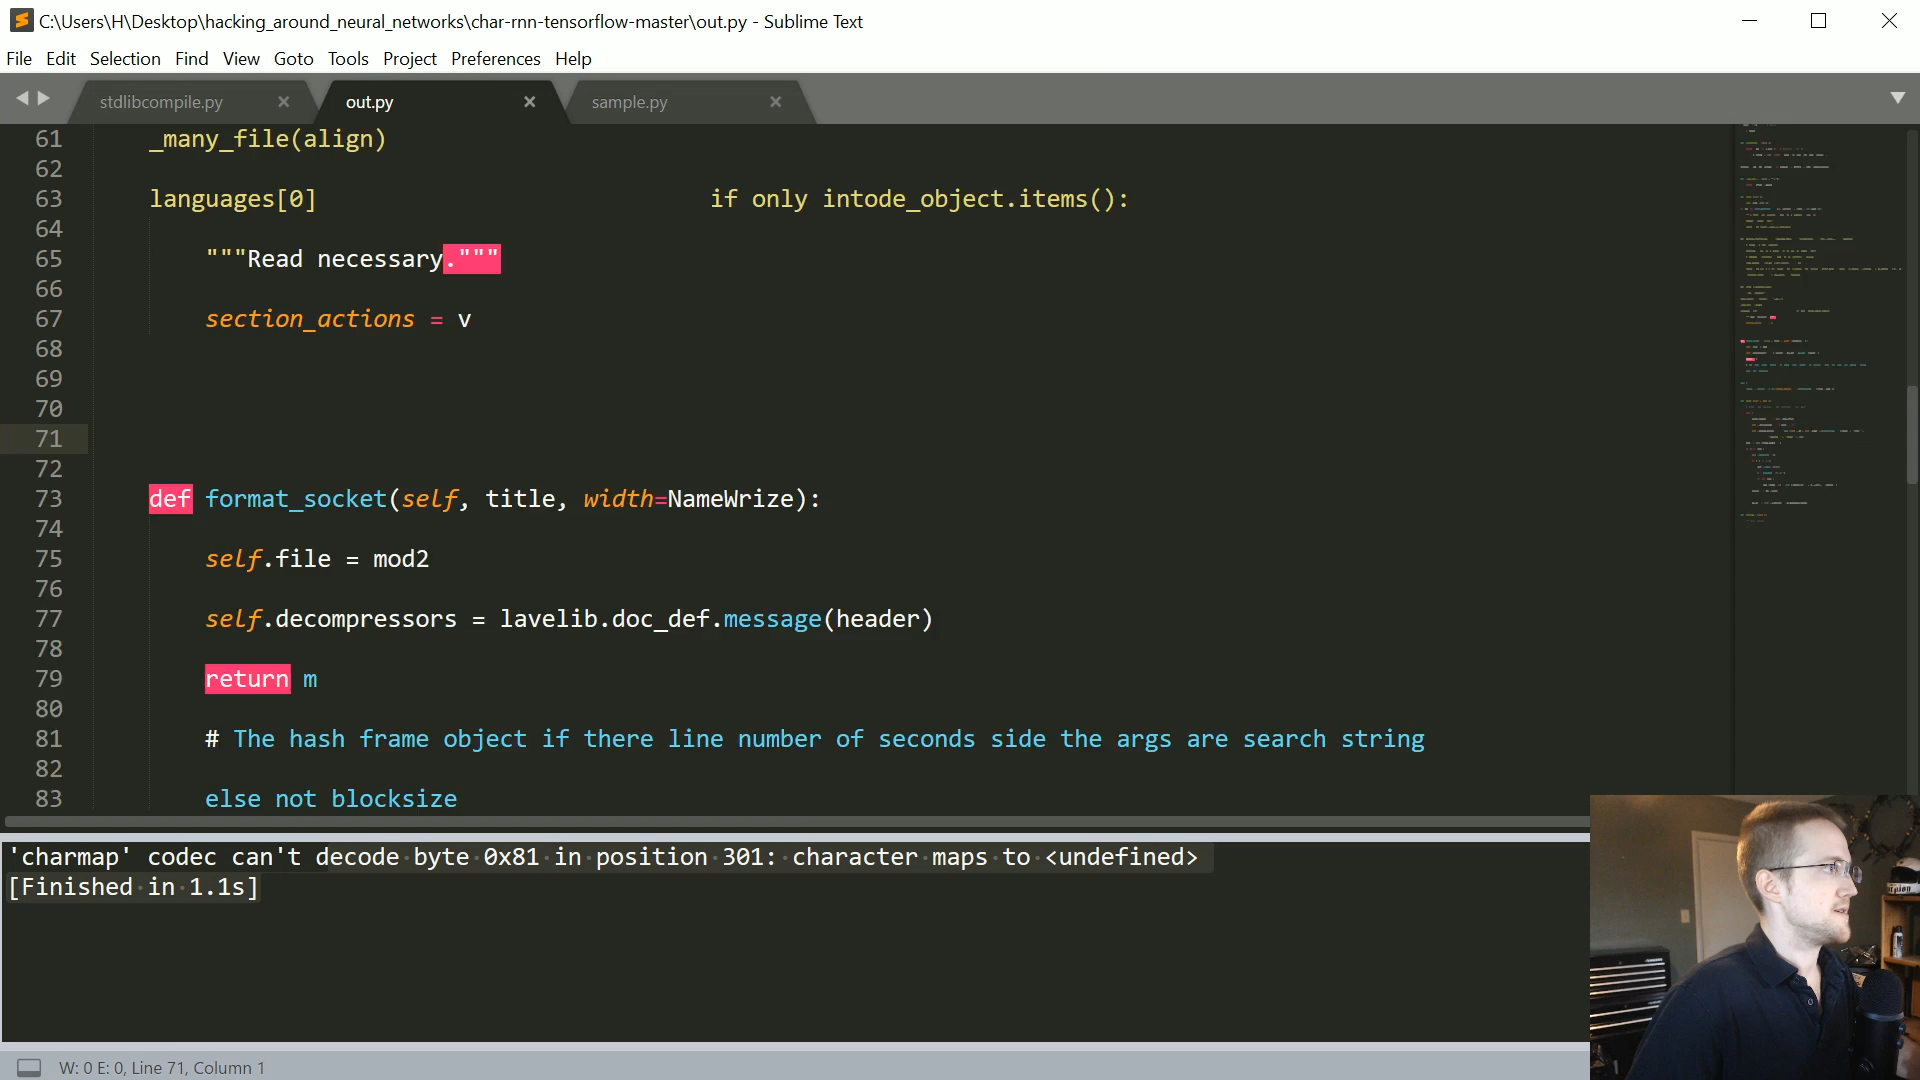 C:\Users\H\Desktop\hacking_around_neural_networks\char-rnn-tensorflow-master\out.py - Sublime Text
File Edit Selection Find View Goto Tools Project Preferences Help
stdlibcompile.py × out.py × sample.py ×
61 _many_file(align)
62
63 languages[0] if only intode_object.items():
64
65 """Read necessary."""
66
67 section_actions = v
68
69
70
71
72
73 def format_socket(self, title, width=NameWrize):
74
75 self.file = mod2
76
77 self.decompressors = lavelib.doc_def.message(header)
78
79 return m
80
81 # The hash frame object if there line number of seconds side the args are search string
82
83 else not blocksize
'charmap' codec can't decode byte 0x81 in position 301: character maps to <undefined>
[Finished in 1.1s]
W: 0 E: 0, Line 71, Column 1